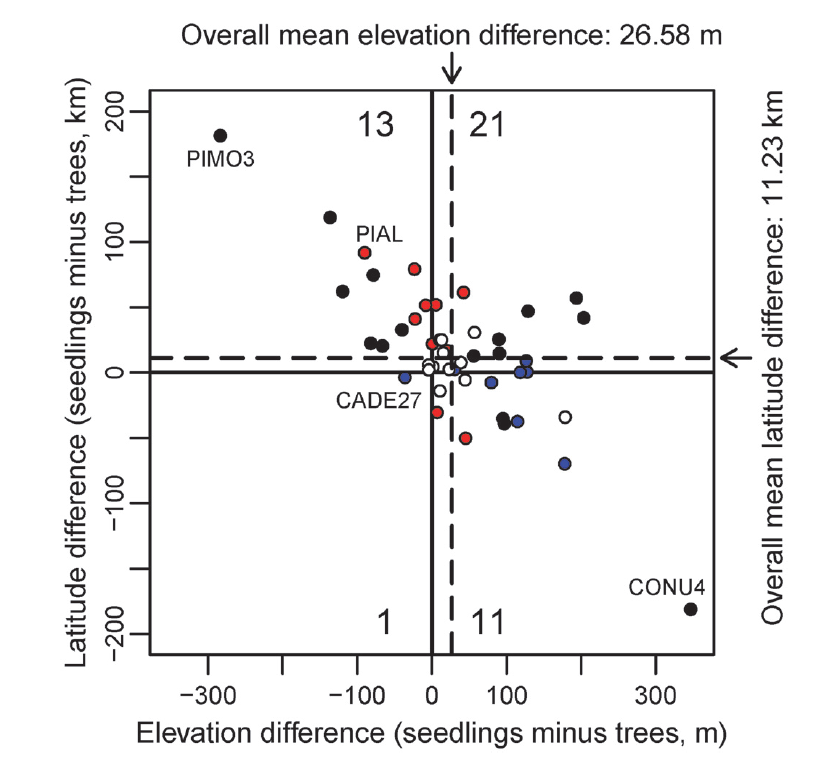 Overall mean elevation difference: 26.58 m
13
21
PIMO3
PIAL
CADE27
CONU4
1
11
200
100
0
−100
−200
Latitude difference (seedlings minus trees, km)
Overall mean latitude difference: 11.23 km
−300
−100
0
100
300
Elevation difference (seedlings minus trees, m)